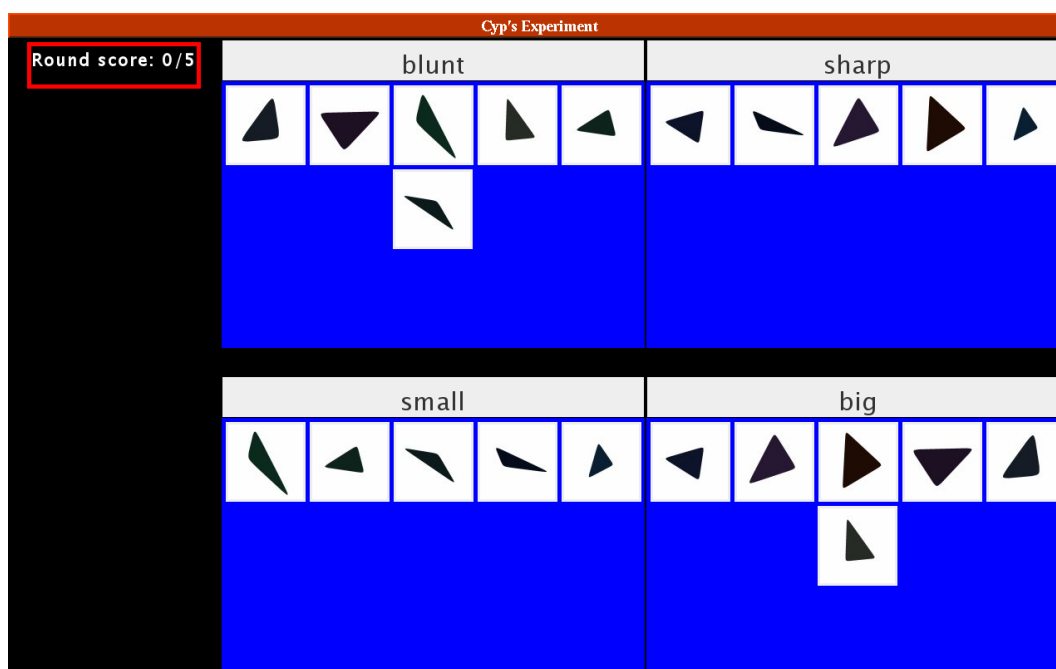 Cyp's Experiment
Round score: 0/5
blunt
sharp
small
big